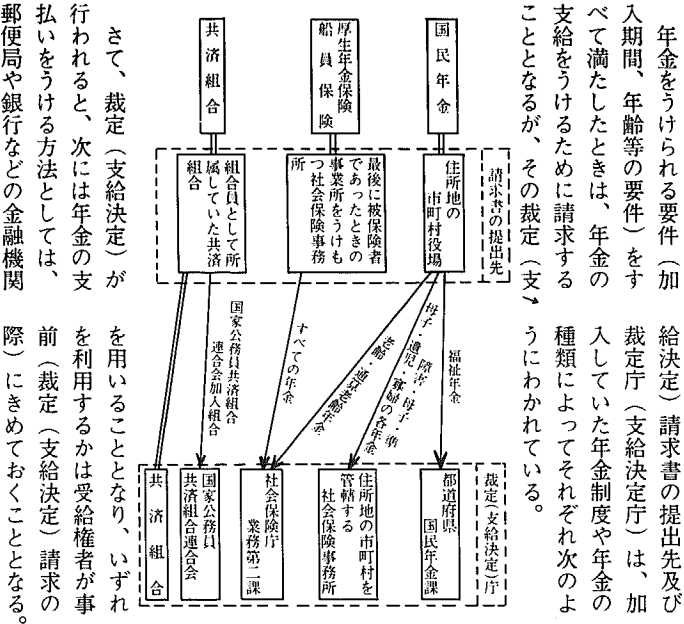 年金をうけられる要件（加
入期間、年齢等の要件）をす
べて満たしたときは、年金の
支給をうけるために請求する
こととなるが、その裁定（支
給決定）請求書の提出先及び
裁定庁（支給決定庁）は、加
入していた年金制度や年金の
種類によってそれぞれ次のよ
うにわかれている。
国民年金
厚生年金保険
船員保険
共済組合
請求書の提出先
住所地の
市町村役場
最後に被保険者
であったときの
事業所をうけも
つ社会保険事務
所
組合員として所
属していた共済
組合
福祉年金
障害・母子・準
母子・遺児・寡婦の各年金
老齢・通算老齢年金
すべての年金
国家公務員共済組合
連合会加入組合
裁定(支給決定)庁
都道府県
国民年金課
住所地の市町村を
管轄する
社会保険事務所
社会保険庁
業務第二課
国家公務員
共済組合連合会
共済組合
さて、裁定（支給決定）が
行われると、次には年金の支
払いをうける方法としては、
郵便局や銀行などの金融機関
を用いることとなり、いずれ
を利用するかは受給権者が事
前（裁定（支給決定）請求の
際）にきめておくこととなる。